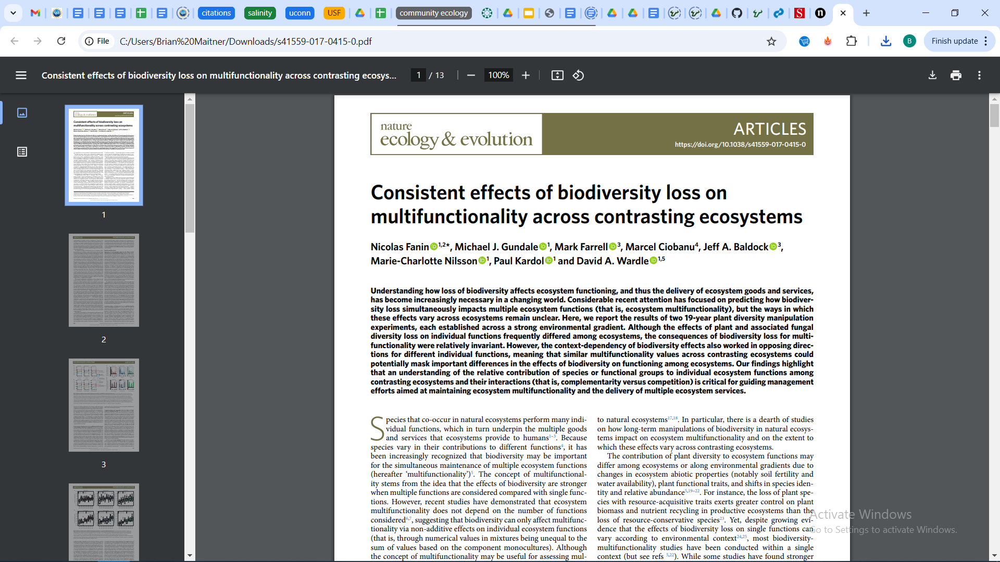 citations
salinity
uconn
USF
community ecology
File
C:/Users/Brian%20Maitner/Downloads/s41559-017-0415-0.pdf
B
Finish update
Consistent effects of biodiversity loss on multifunctionality across contrasting ecosys...
1 / 13
100%
1
2
3
nature
ecology & evolution
ARTICLES
https://doi.org/10.1038/s41559-017-0415-0
Consistent effects of biodiversity loss on
multifunctionality across contrasting ecosystems
Nicolas Fanin 1,2*, Michael J. Gundale 1, Mark Farrell 3, Marcel Ciobanu4, Jeff A. Baldock 3,
Marie-Charlotte Nilsson 1, Paul Kardol 1 and David A. Wardle 1,5
Understanding how loss of biodiversity affects ecosystem functioning, and thus the delivery of ecosystem goods and services,
has become increasingly necessary in a changing world. Considerable recent attention has focused on predicting how biodiver-
sity loss simultaneously impacts multiple ecosystem functions (that is, ecosystem multifunctionality), but the ways in which
these effects vary across ecosystems remain unclear. Here, we report the results of two 19-year plant diversity manipulation
experiments, each established across a strong environmental gradient. Although the effects of plant and associated fungal
diversity loss on individual functions frequently differed among ecosystems, the consequences of biodiversity loss for multi-
functionality were relatively invariant. However, the context-dependency of biodiversity effects also worked in opposing direc-
tions for different individual functions, meaning that similar multifunctionality values across contrasting ecosystems could
potentially mask important differences in the effects of biodiversity on functioning among ecosystems. Our findings highlight
that an understanding of the relative contribution of species or functional groups to individual ecosystem functions among
contrasting ecosystems and their interactions (that is, complementarity versus competition) is critical for guiding management
efforts aimed at maintaining ecosystem multifunctionality and the delivery of multiple ecosystem services.
Species that co-occur in natural ecosystems perform many indi-
vidual functions, which in turn underpin the multiple goods
and services that ecosystems provide to humans1–3. Because
species vary in their contributions to different functions4, it has
been increasingly recognized that biodiversity may be important
for the simultaneous maintenance of multiple ecosystem functions
(hereafter ‘multifunctionality’)5. The concept of multifunctional-
ity stems from the idea that the effects of biodiversity are stronger
when multiple functions are considered compared with single func-
tions. However, recent studies have demonstrated that ecosystem
multifunctionality does not depend on the number of functions
considered6,7, suggesting that biodiversity can only affect multifunc-
tionality via non-additive effects on individual ecosystem functions
(that is, through numerical values in mixtures being unequal to the
sum of values based on the component monocultures). Although
the concept of multifunctionality may be useful for assessing mul-
to natural ecosystems17,18. In particular, there is a dearth of studies
on how long-term manipulations of biodiversity in natural ecosys-
tems impact on ecosystem multifunctionality and on the extent to
which these effects vary across contrasting ecosystems.
The contribution of plant diversity to ecosystem functions may
differ among ecosystems or along environmental gradients due to
changes in ecosystem abiotic properties (notably soil fertility and
water availability), plant functional traits, and shifts in species iden-
tity and relative abundance5,19–22. For instance, the loss of plant spe-
cies with resource-acquisitive traits exerts greater control on plant
biomass and nutrient recycling in productive ecosystems than the
loss of resource-conservative species23. Yet, despite growing evi-
dence that the effects of biodiversity loss on single functions can
vary according to environmental context24,25, most biodiversity-
multifunctionality studies have been conducted within a single
context (but see refs 5,22). While some studies have found stronger
Activate Windows
Go to Settings to activate Windows.